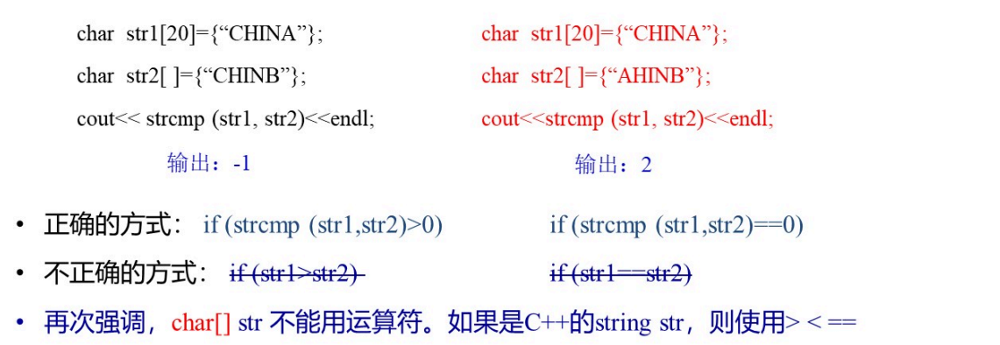 char str1[20]={“CHINA”}; char str1[20]={“CHINA”};
char str2[ ]={“CHINB”}; char str2[ ]={“AHINB”};
cout<< strcmp (str1, str2)<<endl; cout<<strcmp (str1, str2)<<endl;
输出：-1 输出：2
• 正确的方式： if (strcmp (str1,str2)>0) if (strcmp (str1,str2)==0)
• 不正确的方式： if (str1>str2) if (str1==str2)
• 再次强调，char[] str 不能用运算符。如果是C++的string str，则使用> < ==